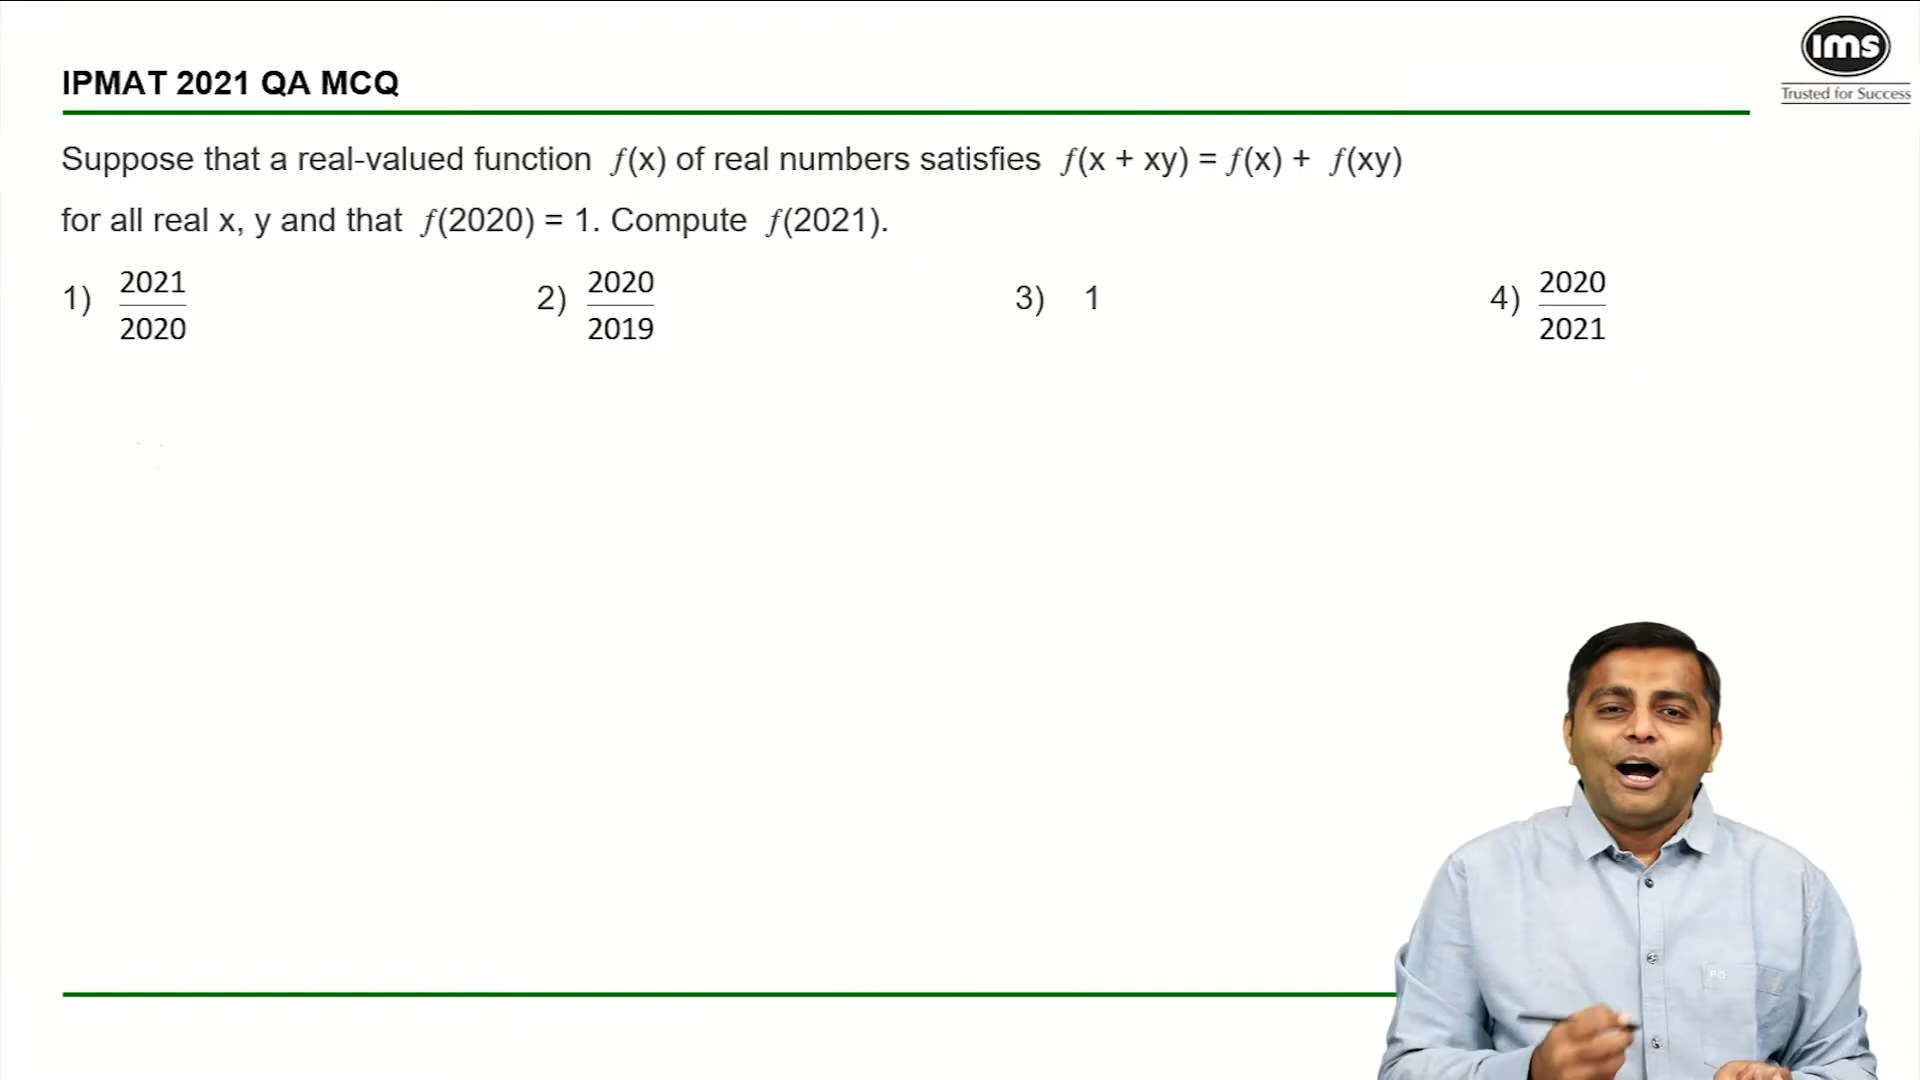 ims
Trusted for Success
IPMAT 2021 QA MCQ
Suppose that a real-valued function f(x) of real numbers satisfies f(x + xy) = f(x) + f(xy)
for all real x, y and that f(2020) = 1. Compute f(2021).
1) 2021/2020 2) 2020/2019 3) 1 4) 2020/2021